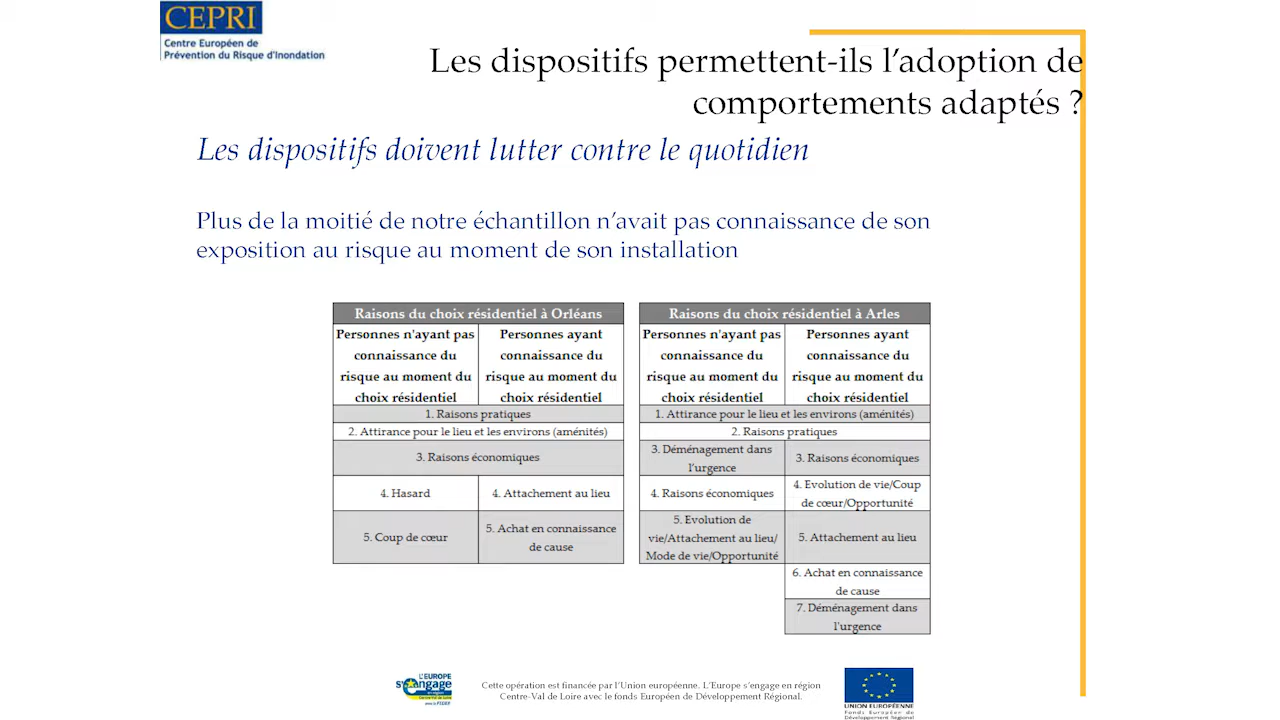 CEPRI
Centre Européen de
Prévention du Risque d'Inondation
Les dispositifs permettent-ils l’adoption de
comportements adaptés ?
Les dispositifs doivent lutter contre le quotidien
Plus de la moitié de notre échantillon n’avait pas connaissance de son
exposition au risque au moment de son installation
Raisons du choix résidentiel à Orléans
Personnes n'ayant pas
connaissance du
risque au moment du
choix résidentiel
Personnes ayant
connaissance du
risque au moment du
choix résidentiel
1. Raisons pratiques
2. Attirance pour le lieu et les environs (aménités)
3. Raisons économiques
4. Hasard
4. Attachement au lieu
5. Coup de cœur
5. Achat en connaissance
de cause
Raisons du choix résidentiel à Arles
Personnes n'ayant pas
connaissance du
risque au moment du
choix résidentiel
Personnes ayant
connaissance du
risque au moment du
choix résidentiel
1. Attirance pour le lieu et les environs (aménités)
2. Raisons pratiques
3. Déménagement dans
l’urgence
3. Raisons économiques
4. Raisons économiques
4. Evolution de vie/Coup
de cœur/Opportunité
5. Evolution de
vie/Attachement au lieu/
Mode de vie/Opportunité
5. Attachement au lieu
6. Achat en connaissance
de cause
7. Déménagement dans
l’urgence
L'EUROPE
s'engage
en région
Centre-Val de Loire
avec le FEDER
Cette opération est financée par l’Union européenne. L’Europe s’engage en région
Centre-Val de Loire avec le fonds Européen de Développement Régional.
UNION EUROPÉENNE
Fonds Européen de
Développement Régional